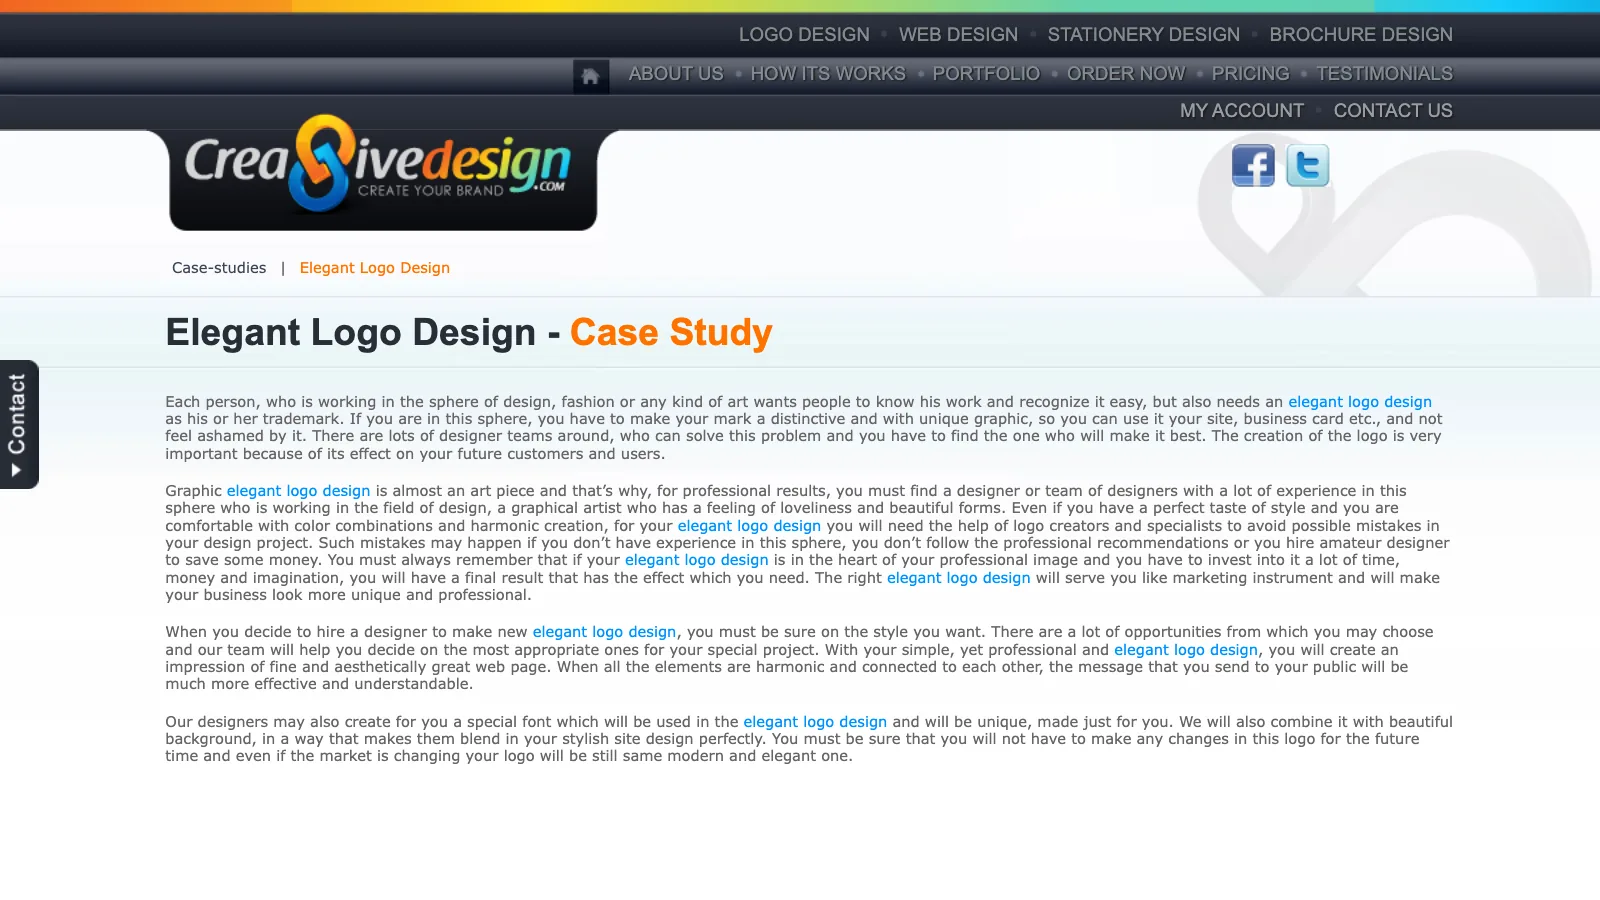 LOGO DESIGN • WEB DESIGN • STATIONERY DESIGN • BROCHURE DESIGN
ABOUT US • HOW ITS WORKS • PORTFOLIO • ORDER NOW • PRICING • TESTIMONIALS
MY ACCOUNT • CONTACT US
Crea8ivedesign.COM
CREATE YOUR BRAND
Case-studies | Elegant Logo Design
Elegant Logo Design - Case Study
Contact
Each person, who is working in the sphere of design, fashion or any kind of art wants people to know his work and recognize it easy, but also needs an elegant logo design
as his or her trademark. If you are in this sphere, you have to make your mark a distinctive and with unique graphic, so you can use it your site, business card etc., and not
feel ashamed by it. There are lots of designer teams around, who can solve this problem and you have to find the one who will make it best. The creation of the logo is very
important because of its effect on your future customers and users.
Graphic elegant logo design is almost an art piece and that’s why, for professional results, you must find a designer or team of designers with a lot of experience in this
sphere who is working in the field of design, a graphical artist who has a feeling of loveliness and beautiful forms. Even if you have a perfect taste of style and you are
comfortable with color combinations and harmonic creation, for your elegant logo design you will need the help of logo creators and specialists to avoid possible mistakes in
your design project. Such mistakes may happen if you don’t have experience in this sphere, you don’t follow the professional recommendations or you hire amateur designer
to save some money. You must always remember that if your elegant logo design is in the heart of your professional image and you have to invest into it a lot of time,
money and imagination, you will have a final result that has the effect which you need. The right elegant logo design will serve you like marketing instrument and will make
your business look more unique and professional.
When you decide to hire a designer to make new elegant logo design, you must be sure on the style you want. There are a lot of opportunities from which you may choose
and our team will help you decide on the most appropriate ones for your special project. With your simple, yet professional and elegant logo design, you will create an
impression of fine and aesthetically great web page. When all the elements are harmonic and connected to each other, the message that you send to your public will be
much more effective and understandable.
Our designers may also create for you a special font which will be used in the elegant logo design and will be unique, made just for you. We will also combine it with beautiful
background, in a way that makes them blend in your stylish site design perfectly. You must be sure that you will not have to make any changes in this logo for the future
time and even if the market is changing your logo will be still same modern and elegant one.